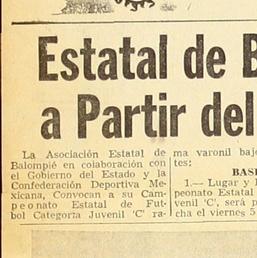 Estatal de B
a Partir del
La Asociación Estatal de
Balompié en colaboración con
el Gobierno del Estado y la
Confederación Deportiva Me-
xicana, Convocan a su Cam-
peonato Estatal de Fut-
bol Categoría Juvenil 'C' ra-
ma varonil baj
tes:
BAS
1.— Lugar y
peonato Estatal
venil 'C', será p
cha el viernes 5